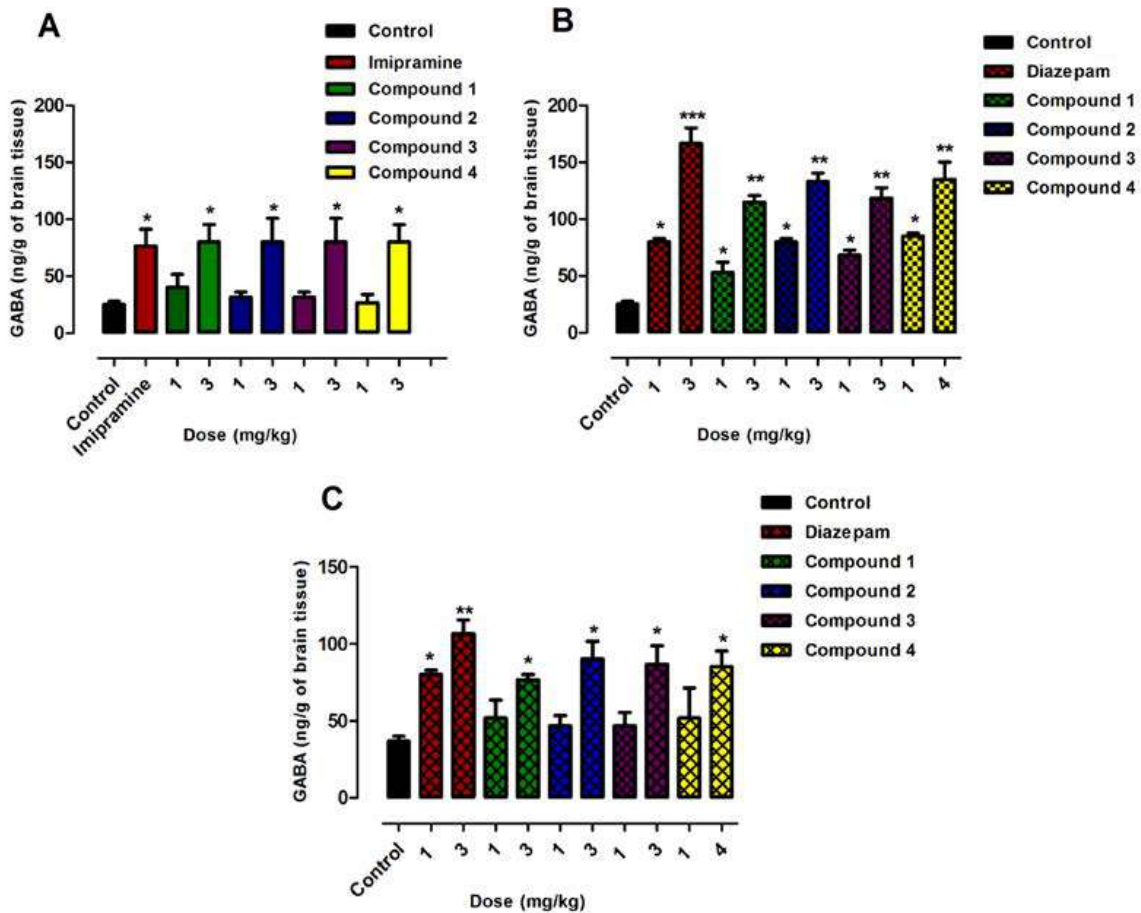 A
Control
Imipramine
Compound 1
Compound 2
Compound 3
Compound 4
GABA (ng/g of brain tissue)
200
150
100
50
0
* * * * *
Control
Imipramine
1
3
1
3
1
3
1
3
Dose (mg/kg)
B
Control
Diazepam
Compound 1
Compound 2
Compound 3
Compound 4
GABA (ng/g of brain tissue)
200
150
100
50
0
* *** * ** * ** * ** * **
Control
1
3
1
3
1
3
1
3
1
4
Dose (mg/kg)
C
Control
Diazepam
Compound 1
Compound 2
Compound 3
Compound 4
GABA (ng/g of brain tissue)
150
100
50
0
* ** * * * *
Control
1
3
1
3
1
3
1
3
1
4
Dose (mg/kg)